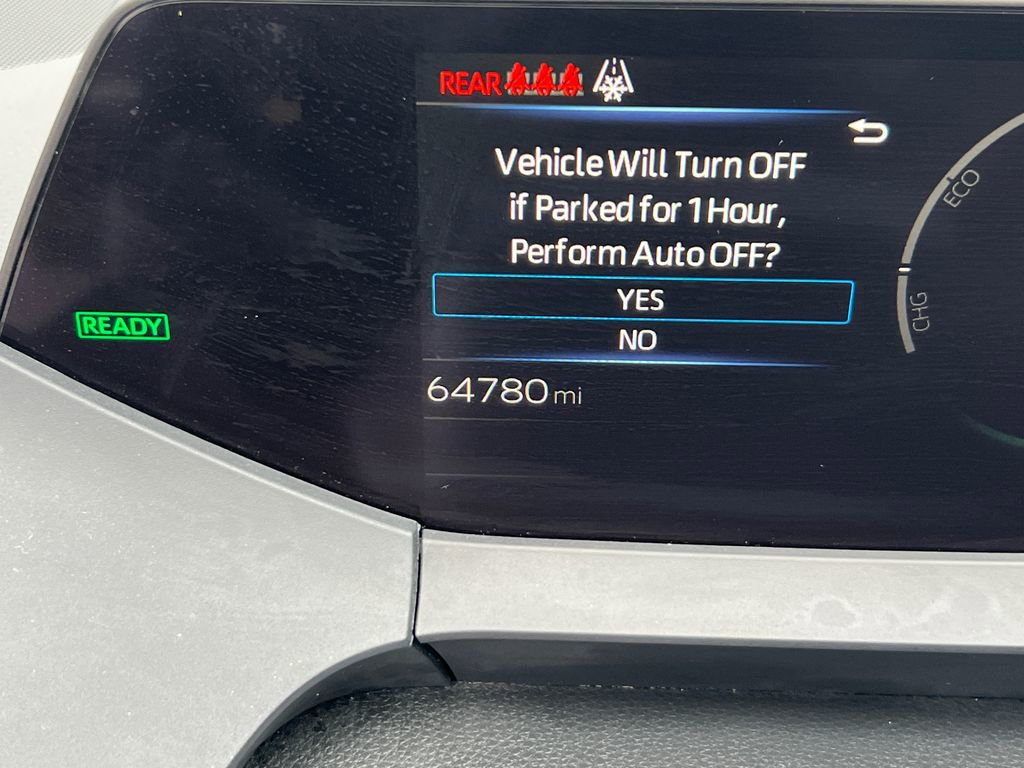 REAR
Vehicle Will Turn OFF
if Parked for 1 Hour,
Perform Auto OFF?
YES
NO
READY
64780 mi
ECO
CHG